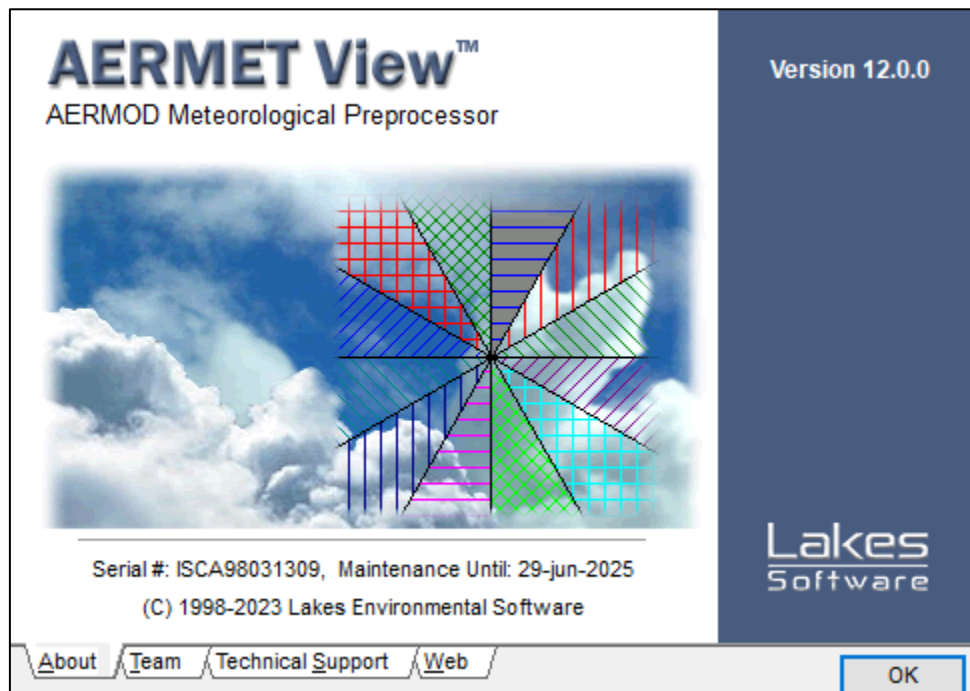 AERMET View™
AERMOD Meteorological Preprocessor
Version 12.0.0
Serial #: ISCA98031309, Maintenance Until: 29-jun-2025
(C) 1998-2023 Lakes Environmental Software
Lakes
Software
About Team Technical Support Web
OK